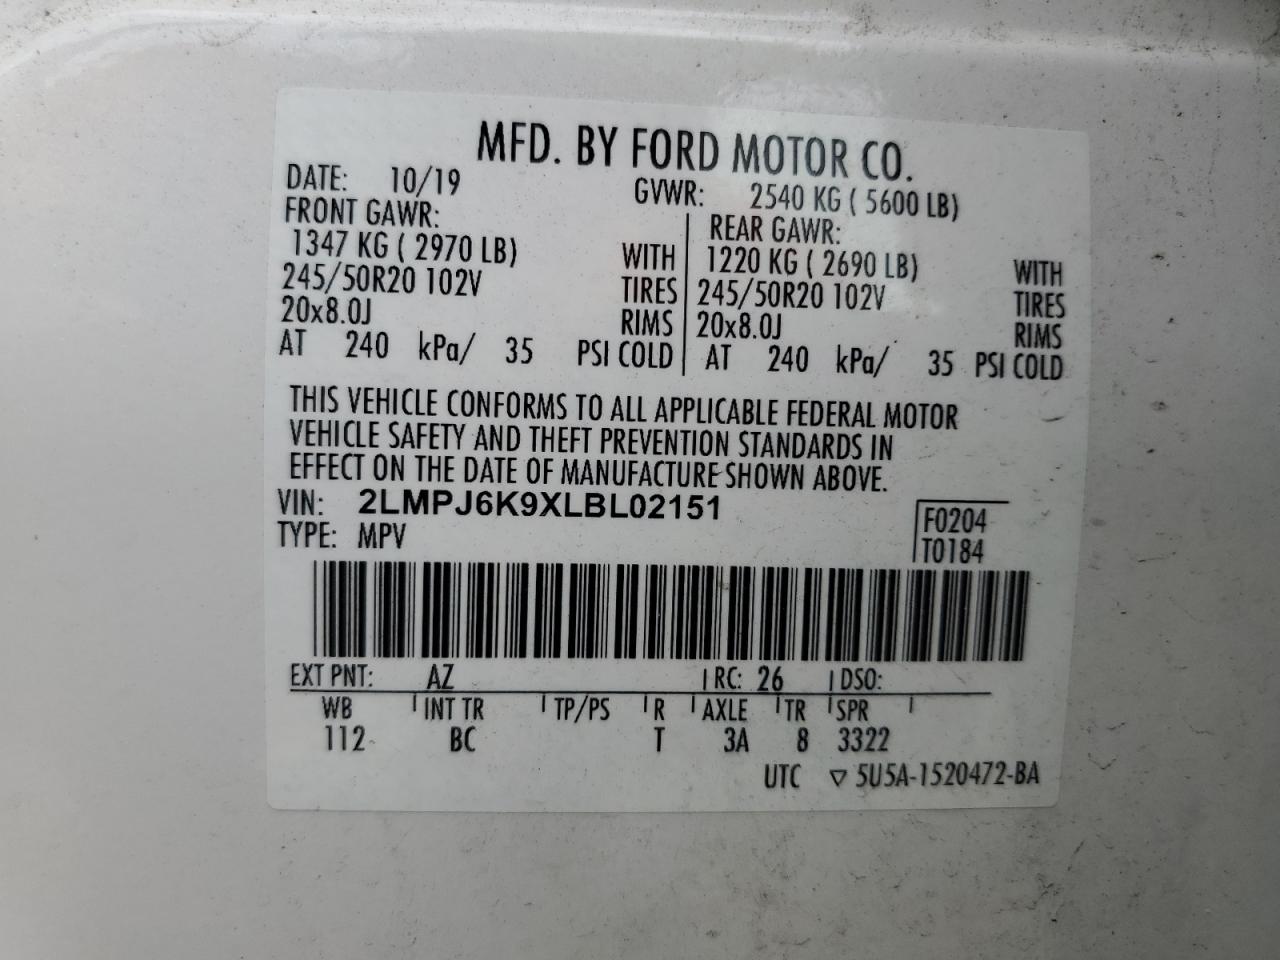 MFD. BY FORD MOTOR CO.
DATE: 10/19 GVWR: 2540 KG ( 5600 LB)
FRONT GAWR: REAR GAWR:
1347 KG ( 2970 LB) WITH 1220 KG ( 2690 LB) WITH
245/50R20 102V TIRES 245/50R20 102V TIRES
20x8.0J RIMS 20x8.0J RIMS
AT 240 kPa/ 35 PSI COLD AT 240 kPa/ 35 PSI COLD
THIS VEHICLE CONFORMS TO ALL APPLICABLE FEDERAL MOTOR
VEHICLE SAFETY AND THEFT PREVENTION STANDARDS IN
EFFECT ON THE DATE OF MANUFACTURE SHOWN ABOVE.
VIN: 2LMPJ6K9XLBL02151 F0204
TYPE: MPV T0184
EXT PNT: AZ RC: 26 DSO:
WB INT TR TP/PS R AXLE TR SPR
112 BC T 3A 8 3322
UTC ▽ 5U5A-1520472-BA